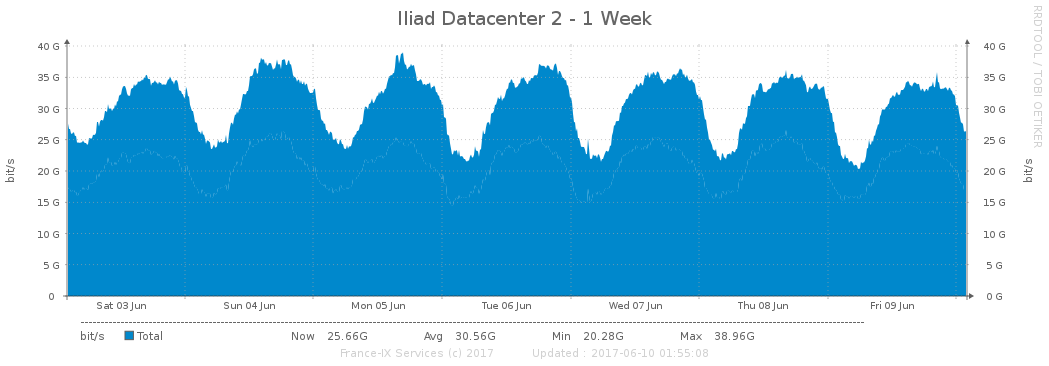 Iliad Datacenter 2 - 1 Week
RRDTOOL / TOBI OETIKER
40 G 40 G
35 G 35 G
30 G 30 G
25 G 25 G
20 G 20 G
15 G 15 G
10 G 10 G
5 G 5 G
0 0 G
bit/s bit/s
Sat 03 Jun Sun 04 Jun Mon 05 Jun Tue 06 Jun Wed 07 Jun Thu 08 Jun Fri 09 Jun
bit/s Total Now 25.66G Avg 30.56G Min 20.28G Max 38.96G
France-IX Services (c) 2017 Updated : 2017-06-10 01:55:08